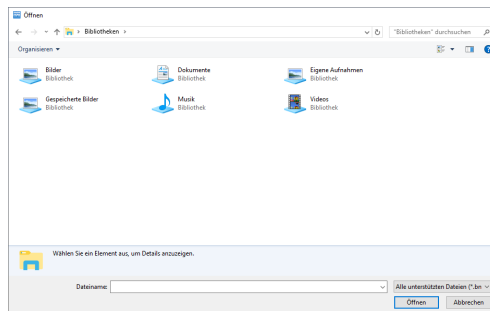 Öffnen
Bibliotheken
"Bibliotheken" durchsuchen
Organisieren
Bilder
Bibliothek
Dokumente
Bibliothek
Eigene Aufnahmen
Bibliothek
Gespeicherte Bilder
Bibliothek
Musik
Bibliothek
Videos
Bibliothek
Wählen Sie ein Element aus, um Details anzuzeigen.
Dateiname:
Alle unterstützten Dateien (*.bn
Öffnen
Abbrechen